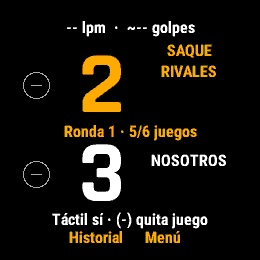 -- lpm · ~-- golpes
SAQUE
2 RIVALES
Ronda 1 · 5/6 juegos
3 NOSOTROS
Táctil sí · (-) quita juego
Historial Menú